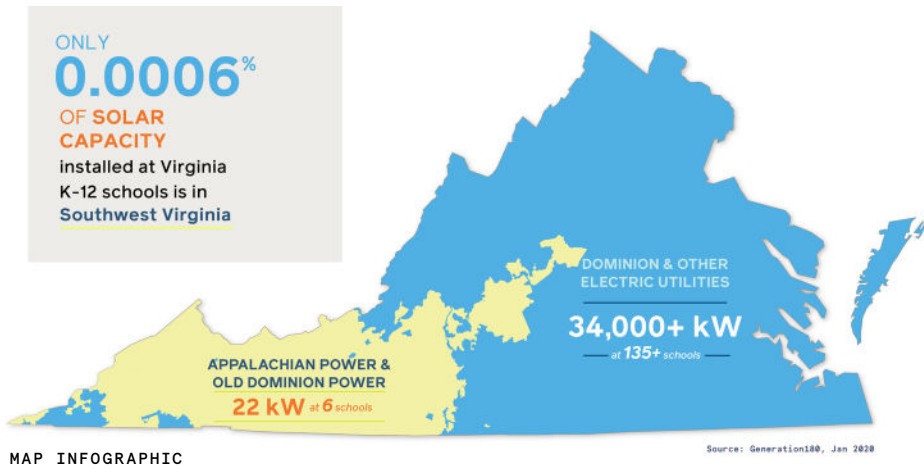 ONLY
0.0006%
OF SOLAR
CAPACITY
installed at Virginia
K-12 schools is in
Southwest Virginia
DOMINION & OTHER
ELECTRIC UTILITIES
34,000+ kW
at 135+ schools
APPALACHIAN POWER &
OLD DOMINION POWER
22 kW at 6 schools
Source: Generation180, Jan 2020
MAP INFOGRAPHIC